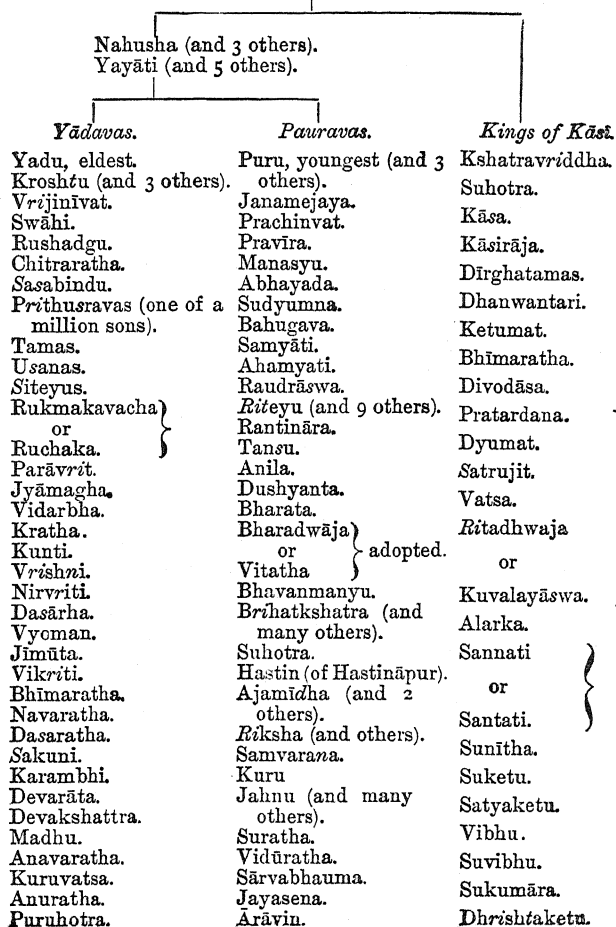 Nahusha (and 3 others).
Yayāti (and 5 others).
Yādavas.
Yadu, eldest.
Kroshtu (and 3 others).
Vrijinīvat.
Swāhi.
Rushadgu.
Chitraratha.
Sasabindu.
Prithusravas (one of a
million sons).
Tamas.
Usanas.
Siteyus.
Rukmakavacha
or
Ruchaka.
Parāvrit.
Jyāmagha.
Vidarbha.
Kratha.
Kunti.
Vrishni.
Nirvriti.
Dasārha.
Vyoman.
Jīmūta.
Vikriti.
Bhīmaratha.
Navaratha.
Dasaratha.
Sakuni.
Karambhi.
Devarāta.
Devakshattra.
Madhu.
Anavaratha.
Kuruvatsa.
Anuratha.
Puruhotra.
Pauravas.
Puru, youngest (and 3
others).
Janamejaya.
Prachinvat.
Pravīra.
Manasyu.
Abhayada.
Sudyumna.
Bahugava.
Samyāti.
Ahamyati.
Raudrāswa.
Riteyu (and 9 others).
Rantināra.
Tansu.
Anila.
Dushyanta.
Bharata.
Bharadwāja
or adopted.
Vitatha
Bhavanmanyu.
Brihatkshatra (and
many others).
Suhotra.
Hastin (of Hastināpur).
Ajamīdha (and 2
others).
Riksha (and others).
Samvarana.
Kuru
Jahnu (and many
others).
Suratha.
Vidūratha.
Sārvabhauma.
Jayasena.
Ārāvin.
Kings of Kāsi.
Kshatravriddha.
Suhotra.
Kāsa.
Kāsirāja.
Dīrghatamas.
Dhanwantari.
Ketumat.
Bhīmaratha.
Divodāsa.
Pratardana.
Dyumat.
Satrujit.
Vatsa.
Ritadhwaja
or
Kuvalayāswa.
Alarka.
Sannati
or
Santati.
Sunītha.
Suketu.
Satyaketu.
Vibhu.
Suvibhu.
Sukumāra.
Dhrishtaketu.